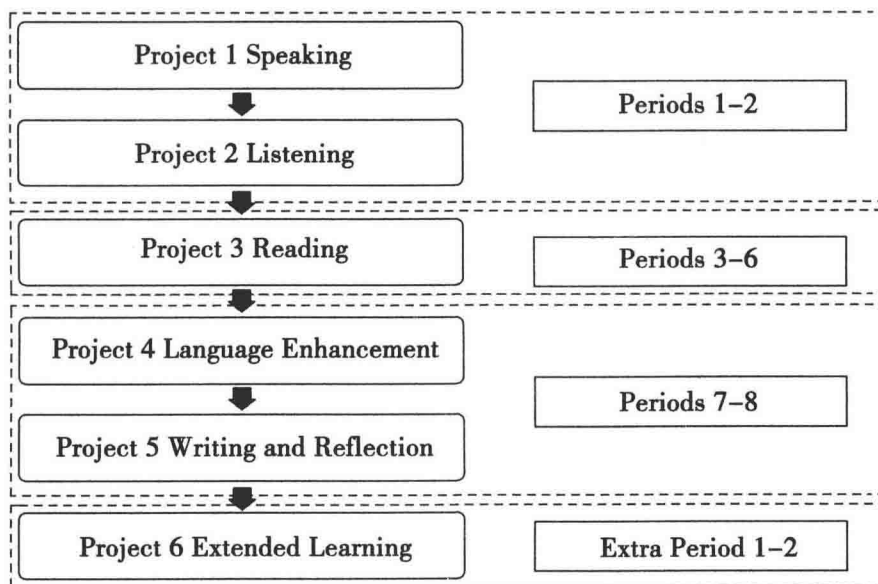 Project 1 Speaking
Periods 1–2
Project 2 Listening
Project 3 Reading
Periods 3–6
Project 4 Language Enhancement
Periods 7–8
Project 5 Writing and Reflection
Project 6 Extended Learning
Extra Period 1–2